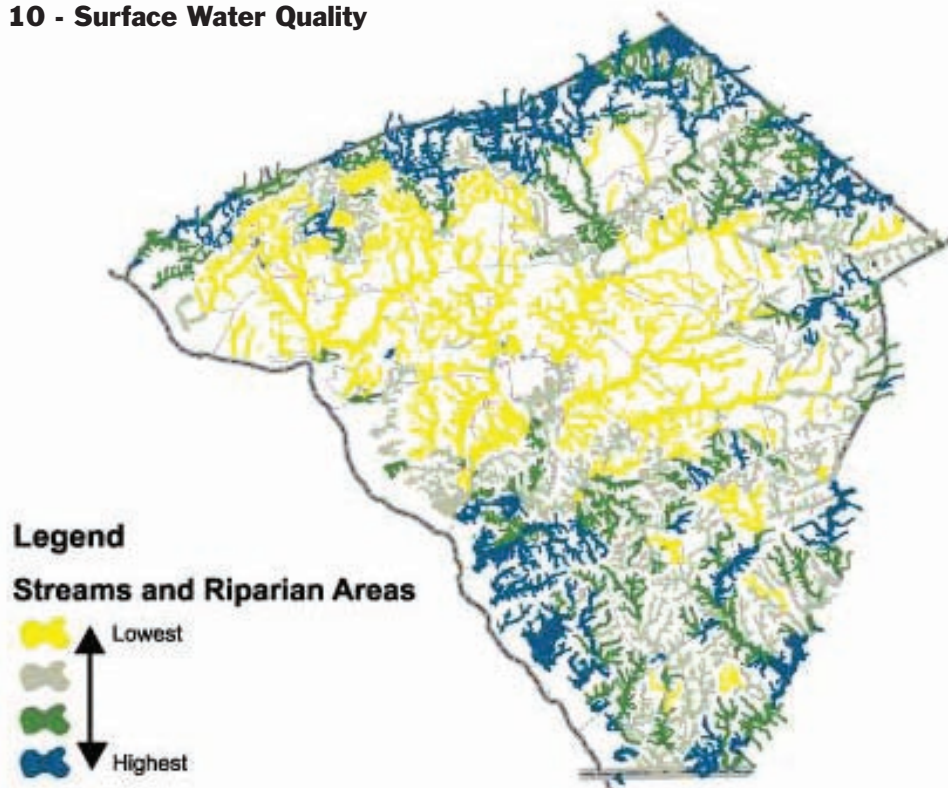 10 - Surface Water Quality
Legend
Streams and Riparian Areas
Lowest
Highest